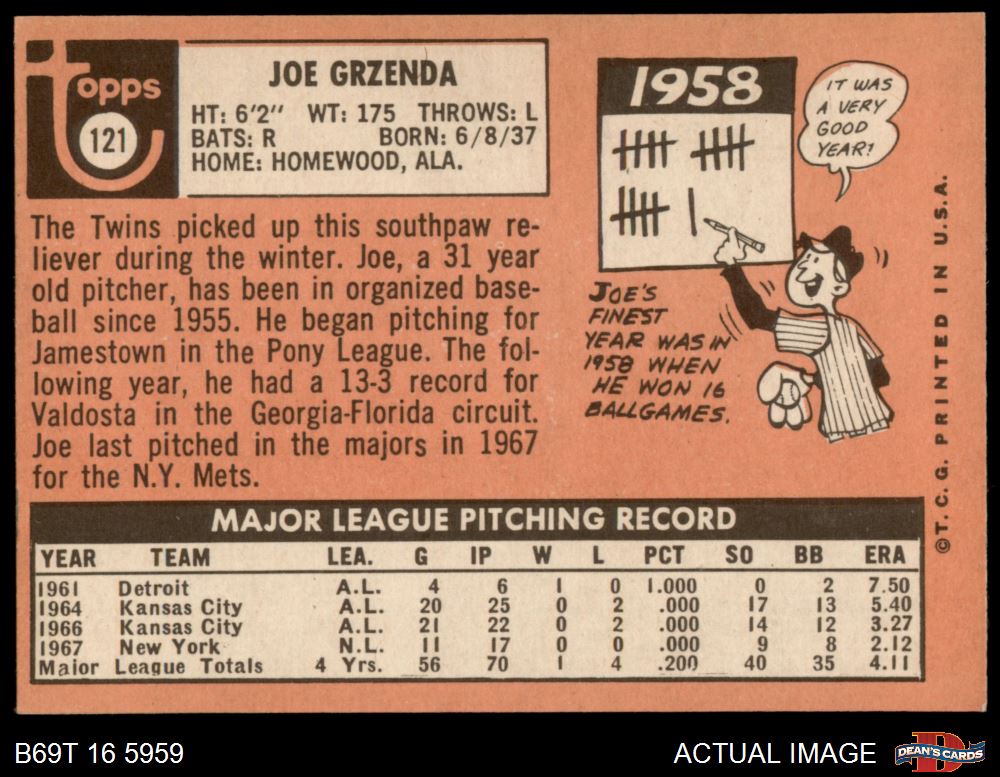 topps
121
JOE GRZENDA
HT: 6'2" WT: 175 THROWS: L
BATS: R BORN: 6/8/37
HOME: HOMEWOOD, ALA.
The Twins picked up this southpaw re-
liever during the winter. Joe, a 31 year
old pitcher, has been in organized base-
ball since 1955. He began pitching for
Jamestown in the Pony League. The fol-
lowing year, he had a 13-3 record for
Valdosta in the Georgia-Florida circuit.
Joe last pitched in the majors in 1967
for the N.Y. Mets.
1958
IT WAS
A VERY
GOOD
YEAR!
JOE'S
FINEST
YEAR WAS IN
1958 WHEN
HE WON 16
BALLGAMES.
©T.C.G. PRINTED IN U.S.A.
MAJOR LEAGUE PITCHING RECORD
YEAR TEAM LEA. G IP W L PCT SO BB ERA
1961 Detroit A.L. 4 6 1 0 1.000 0 2 7.50
1964 Kansas City A.L. 20 25 0 2 .000 17 13 5.40
1966 Kansas City A.L. 21 22 0 2 .000 14 12 3.27
1967 New York N.L. 11 17 0 0 .000 9 8 2.12
Major League Totals 4 Yrs. 56 70 1 4 .200 40 35 4.11
B69T 16 5959
ACTUAL IMAGE
D
DEAN'S CARDS